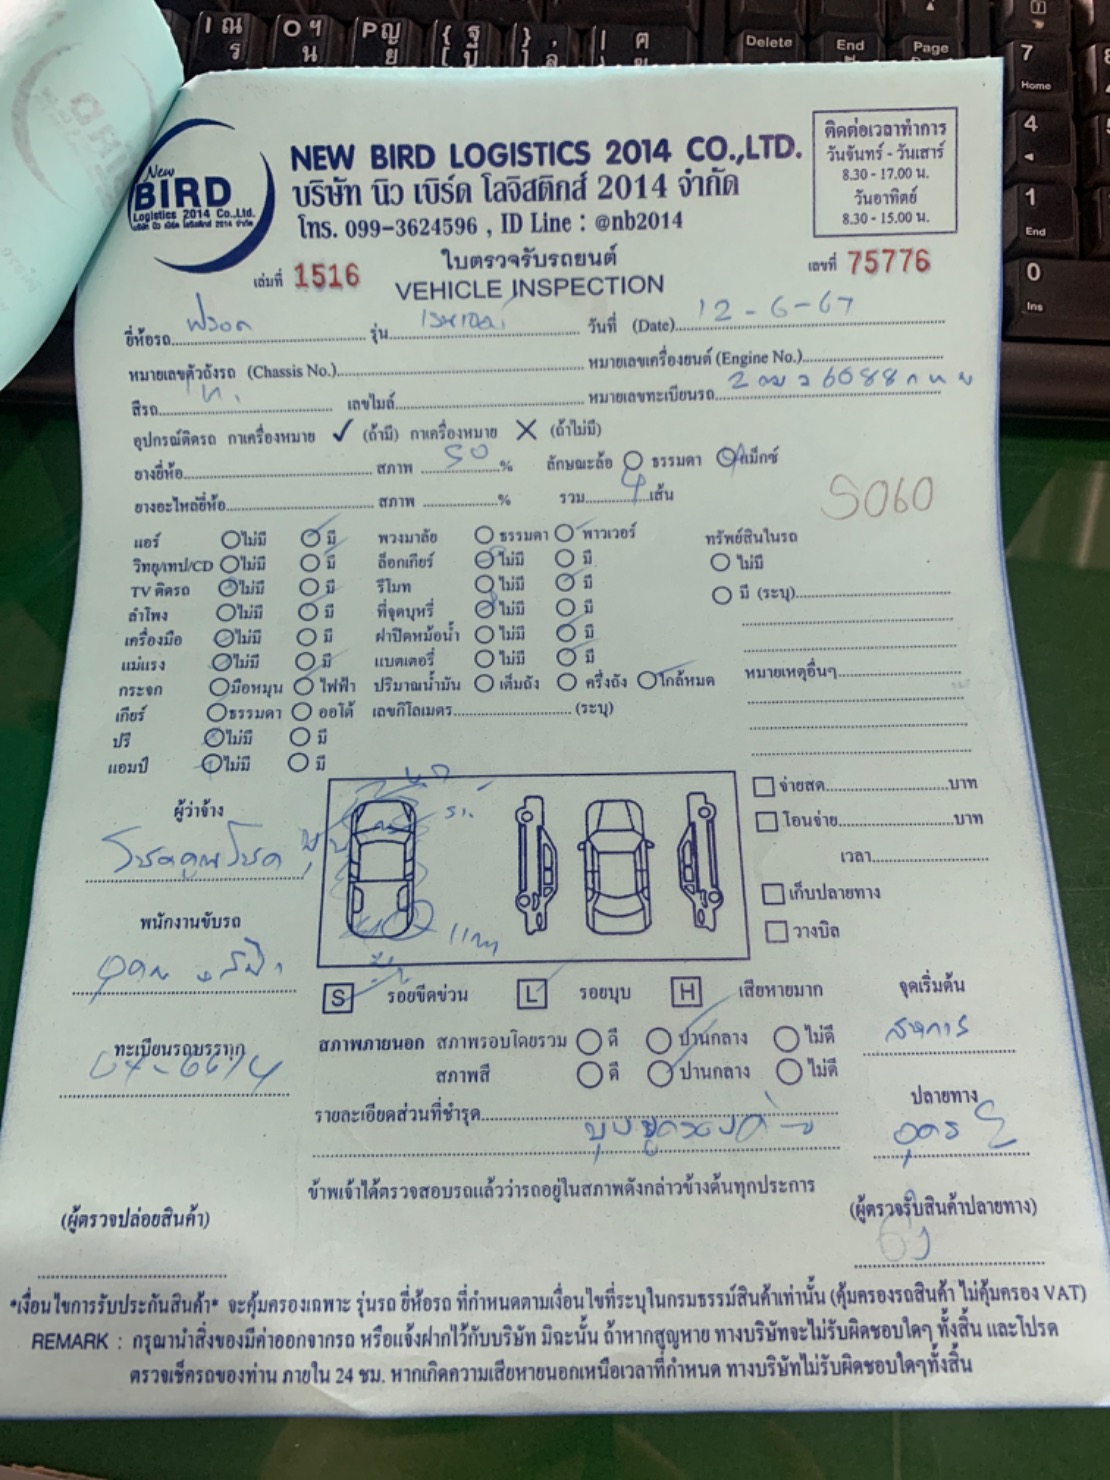 New
BIRD
Logistics 2014 Co.,Ltd.
บริษัท นิว เบิร์ด โลจิสติกส์ 2014 จำกัด
NEW BIRD LOGISTICS 2014 CO.,LTD.
บริษัท นิว เบิร์ด โลจิสติกส์ 2014 จำกัด
โทร. 099-3624596 , ID Line : @nb2014
ติดต่อเวลาทำการ
วันจันทร์ - วันเสาร์
8.30 - 17.00 น.
วันอาทิตย์
8.30 - 15.00 น.
เล่มที่ 1516
ใบตรวจรับรถยนต์
VEHICLE INSPECTION
เลขที่ 75776
ยี่ห้อรถ ฟอร์ด รุ่น วันที่ (Date) 12-6-67
หมายเลขตัวถังรถ (Chassis No.) หมายเลขเครื่องยนต์ (Engine No.)
สีรถ เลขไมล์ หมายเลขทะเบียนรถ
อุปกรณ์ติดรถ กาเครื่องหมาย ✓ (ถ้ามี) กาเครื่องหมาย ✗ (ถ้าไม่มี)
ยางยี่ห้อ สภาพ 50 % ลักษณะล้อ ธรรมดา แม็กซ์
ยางอะไหล่ยี่ห้อ สภาพ % รวม 4 เส้น
S060
แอร์ ไม่มี มี พวงมาลัย ธรรมดา พาวเวอร์ ทรัพย์สินในรถ
วิทยุ/เทป/CD ไม่มี มี ล็อกเกียร์ ไม่มี มี ไม่มี
TV ติดรถ ไม่มี มี รีโมท ไม่มี มี มี (ระบุ)
ลำโพง ไม่มี มี ที่จุดบุหรี่ ไม่มี มี
เครื่องมือ ไม่มี มี ฝาปิดหม้อน้ำ ไม่มี มี
แม่แรง ไม่มี มี แบตเตอรี่ ไม่มี มี หมายเหตุอื่นๆ
กระจก มือหมุน ไฟฟ้า ปริมาณน้ำมัน เต็มถัง ครึ่งถัง ใกล้หมด
เกียร์ ธรรมดา ออโต้ เลขกิโลเมตร (ระบุ)
ปรี ไม่มี มี
แอมป์ ไม่มี มี
ผู้ว่าจ้าง
โชคคูณโชค
พนักงานขับรถ
ทะเบียนรถบรรทุก
จ่ายสด บาท
โอนจ่าย บาท
เวลา
เก็บปลายทาง
วางบิล
S รอยขีดข่วน L รอยบุบ H เสียหายมาก
จุดเริ่มต้น
สภาพภายนอก สภาพรอบโดยรวม ดี ปานกลาง ไม่ดี
สภาพสี ดี ปานกลาง ไม่ดี
ปลายทาง
อุดร
รายละเอียดส่วนที่ชำรุด
ข้าพเจ้าได้ตรวจสอบรถแล้วว่ารถอยู่ในสภาพดังกล่าวข้างต้นทุกประการ
(ผู้ตรวจปล่อยสินค้า)
(ผู้ตรวจรับสินค้าปลายทาง)
*เงื่อนไขการรับประกันสินค้า* จะคุ้มครองเฉพาะ รุ่นรถ ยี่ห้อรถ ที่กำหนดตามเงื่อนไขที่ระบุในกรมธรรม์สินค้าเท่านั้น (คุ้มครองรถสินค้า ไม่คุ้มครอง VAT)
REMARK : กรุณานำสิ่งของมีค่าออกจากรถ หรือแจ้งฝากไว้กับบริษัท มิฉะนั้น ถ้าหากสูญหาย ทางบริษัทจะไม่รับผิดชอบใดๆ ทั้งสิ้น และโปรด
ตรวจเช็ครถของท่าน ภายใน 24 ชม. หากเกิดความเสียหายนอกเหนือเวลาที่กำหนด ทางบริษัทไม่รับผิดชอบใดๆทั้งสิ้น
Delete
End
Page
7
Home
4
1
End
0
Ins